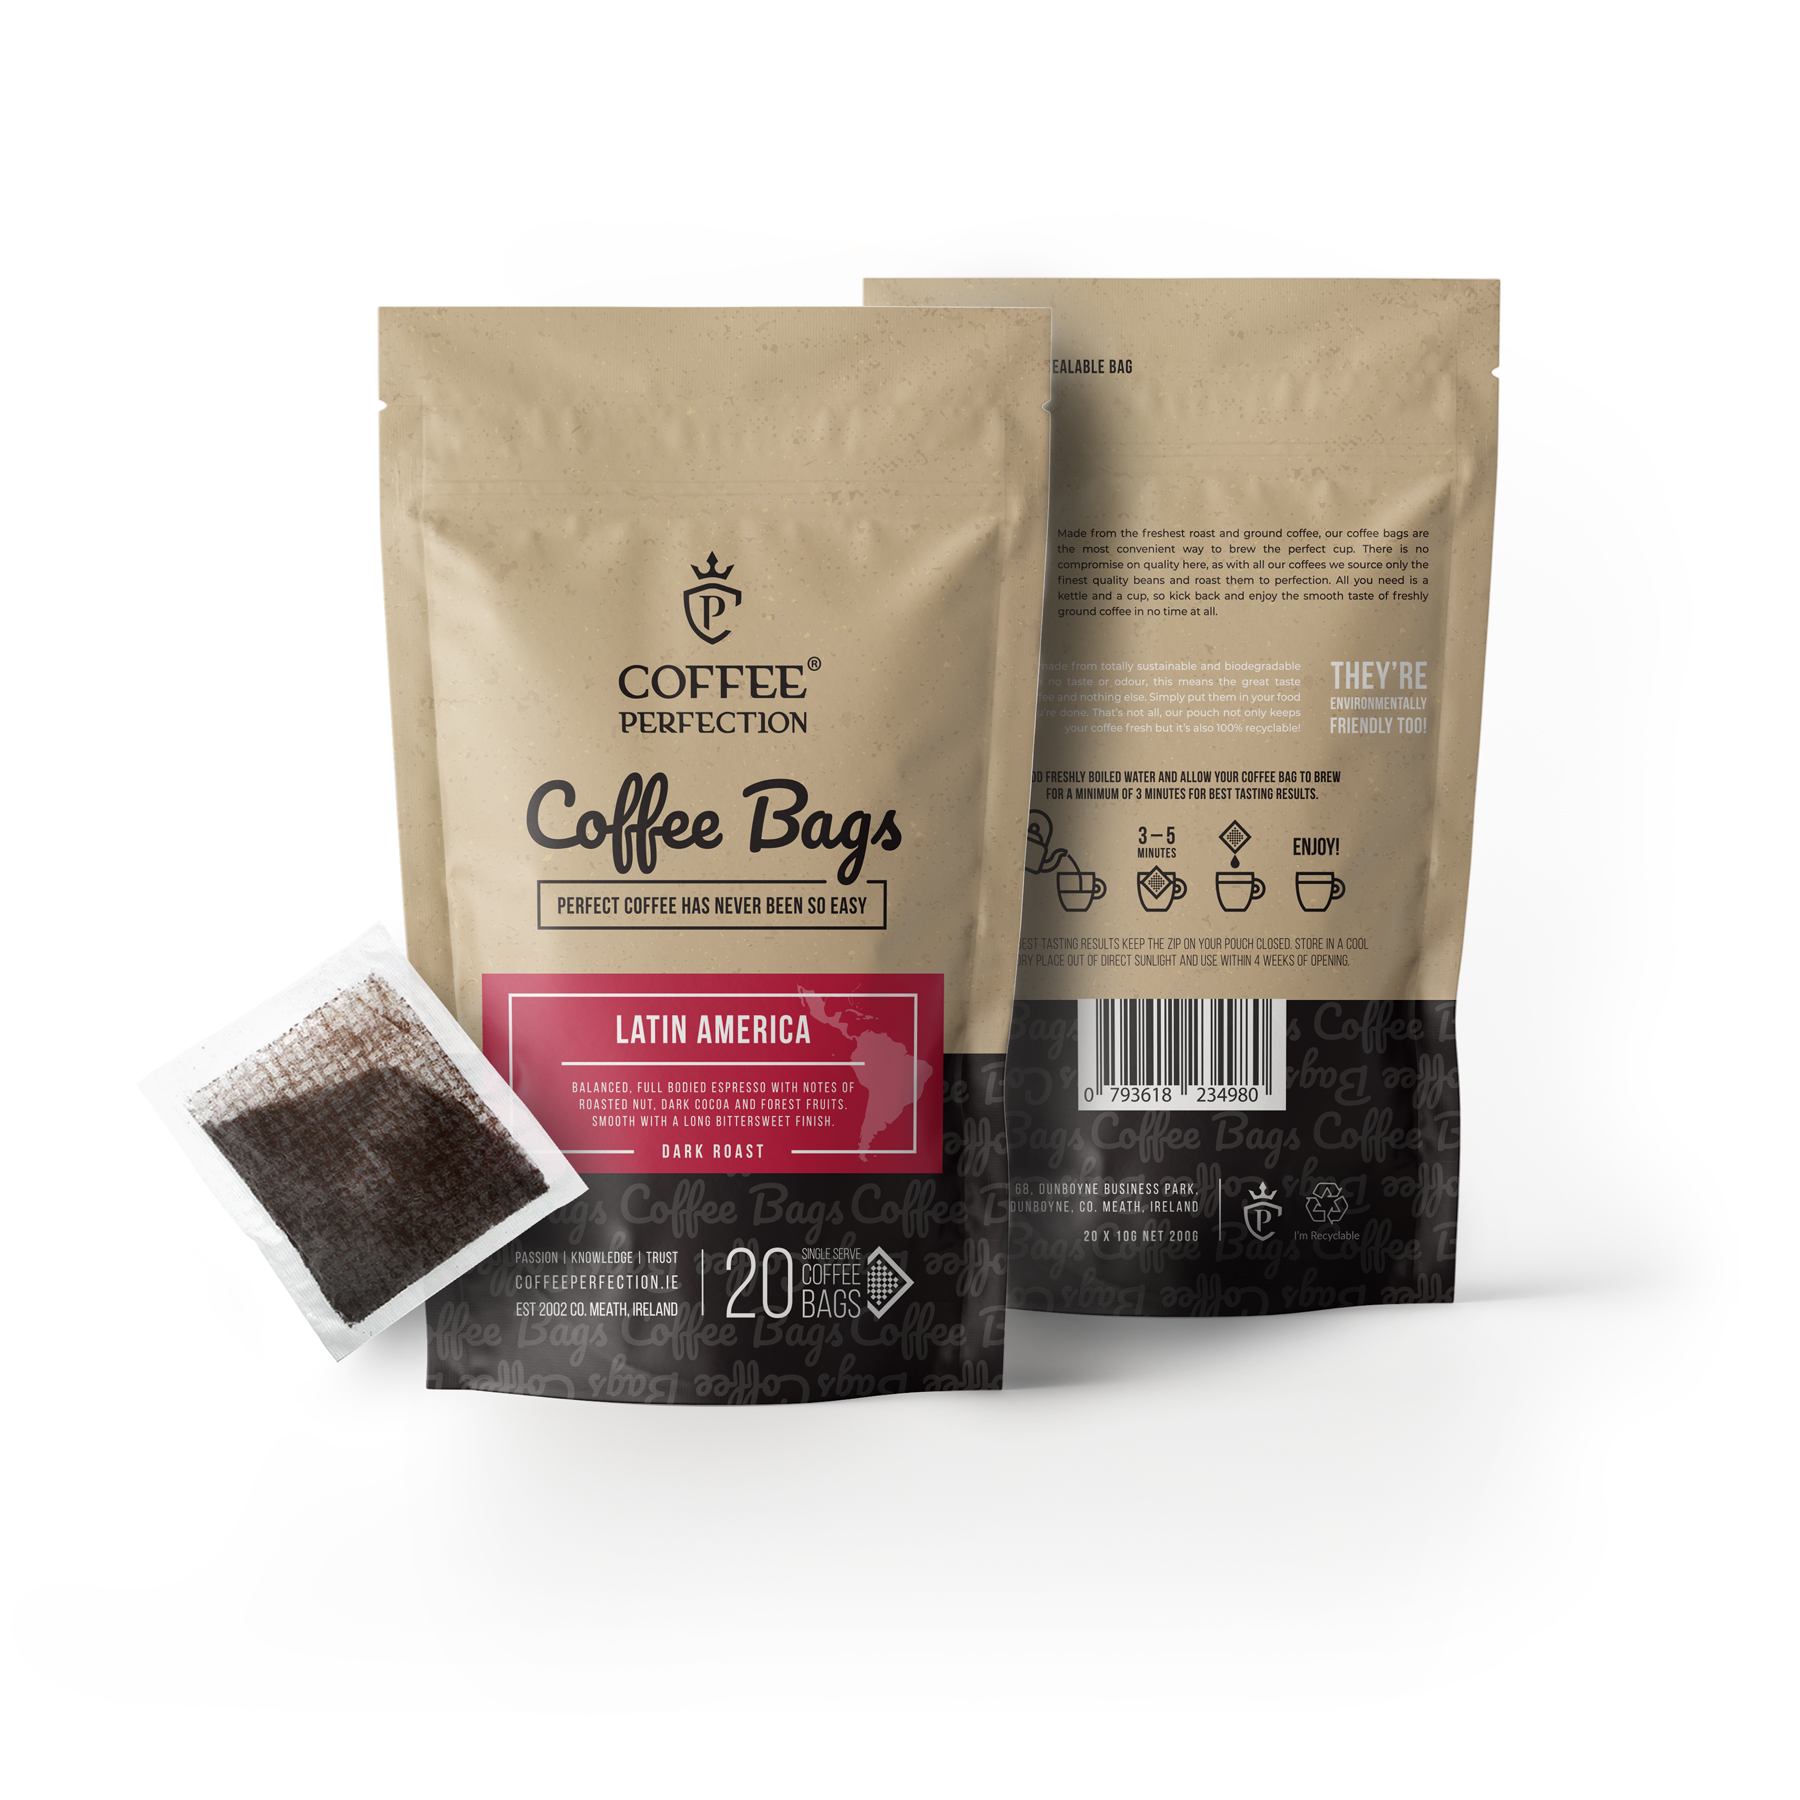 P
COFFEE®
PERFECTION
Coffee Bags
PERFECT COFFEE HAS NEVER BEEN SO EASY
LATIN AMERICA
BALANCED, FULL BODIED ESPRESSO WITH NOTES OF
ROASTED NUT, DARK COCOA AND FOREST FRUITS.
SMOOTH WITH A LONG BITTERSWEET FINISH.
DARK ROAST
PASSION | KNOWLEDGE | TRUST
COFFEEPERFECTION.IE
EST 2002 CO. MEATH, IRELAND
20 SINGLE SERVE
COFFEE
BAGS
Coffee Bags Coffee
Coffee Bags Coffee
BAG
Made from the freshest roast and ground coffee, our coffee bags are
the most convenient way to brew the perfect cup. There is no
compromise on quality here, as with all our coffees we source only the
finest quality beans and roast them to perfection. All you need is a
kettle and a cup, so kick back and enjoy the smooth taste of freshly
ground coffee in no time at all.
made from totally sustainable and biodegradable
no taste or odour, this means the great taste
and nothing else. Simply put them in your food
done. That's not all, our pouch not only keeps
your coffee fresh but it's also 100% recyclable!
THEY'RE
ENVIRONMENTALLY
FRIENDLY TOO!
FRESHLY BOILED WATER AND ALLOW YOUR COFFEE BAG TO BREW
FOR A MINIMUM OF 3 MINUTES FOR BEST TASTING RESULTS.
3 – 5
MINUTES
ENJOY!
TASTING RESULTS KEEP THE ZIP ON YOUR POUCH CLOSED. STORE IN A COOL
PLACE OUT OF DIRECT SUNLIGHT AND USE WITHIN 4 WEEKS OF OPENING.
0 793618 234980
Coffee Bags Coffee
68, DUNBOYNE BUSINESS PARK,
DUNBOYNE, CO. MEATH, IRELAND
20 X 10G NET 200G
P
I'm Recyclable